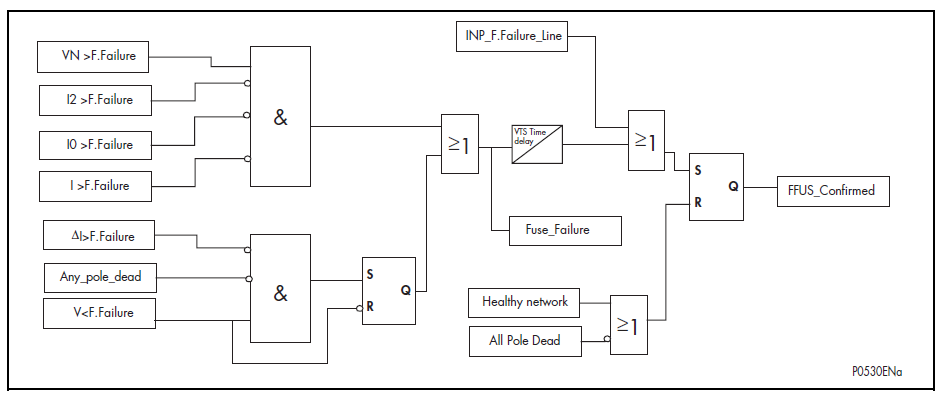 VN >F.Failure
I2 >F.Failure
I0 >F.Failure
I >F.Failure
&
ΔI>F.Failure
Any_pole_dead
V<F.Failure
&
S
R
Q
≥1
INP_F.Failure_Line
VTS Time
delay
Fuse_Failure
≥1
Healthy network
All Pole Dead
≥1
S
R
Q
FFUS_Confirmed
P0530ENa